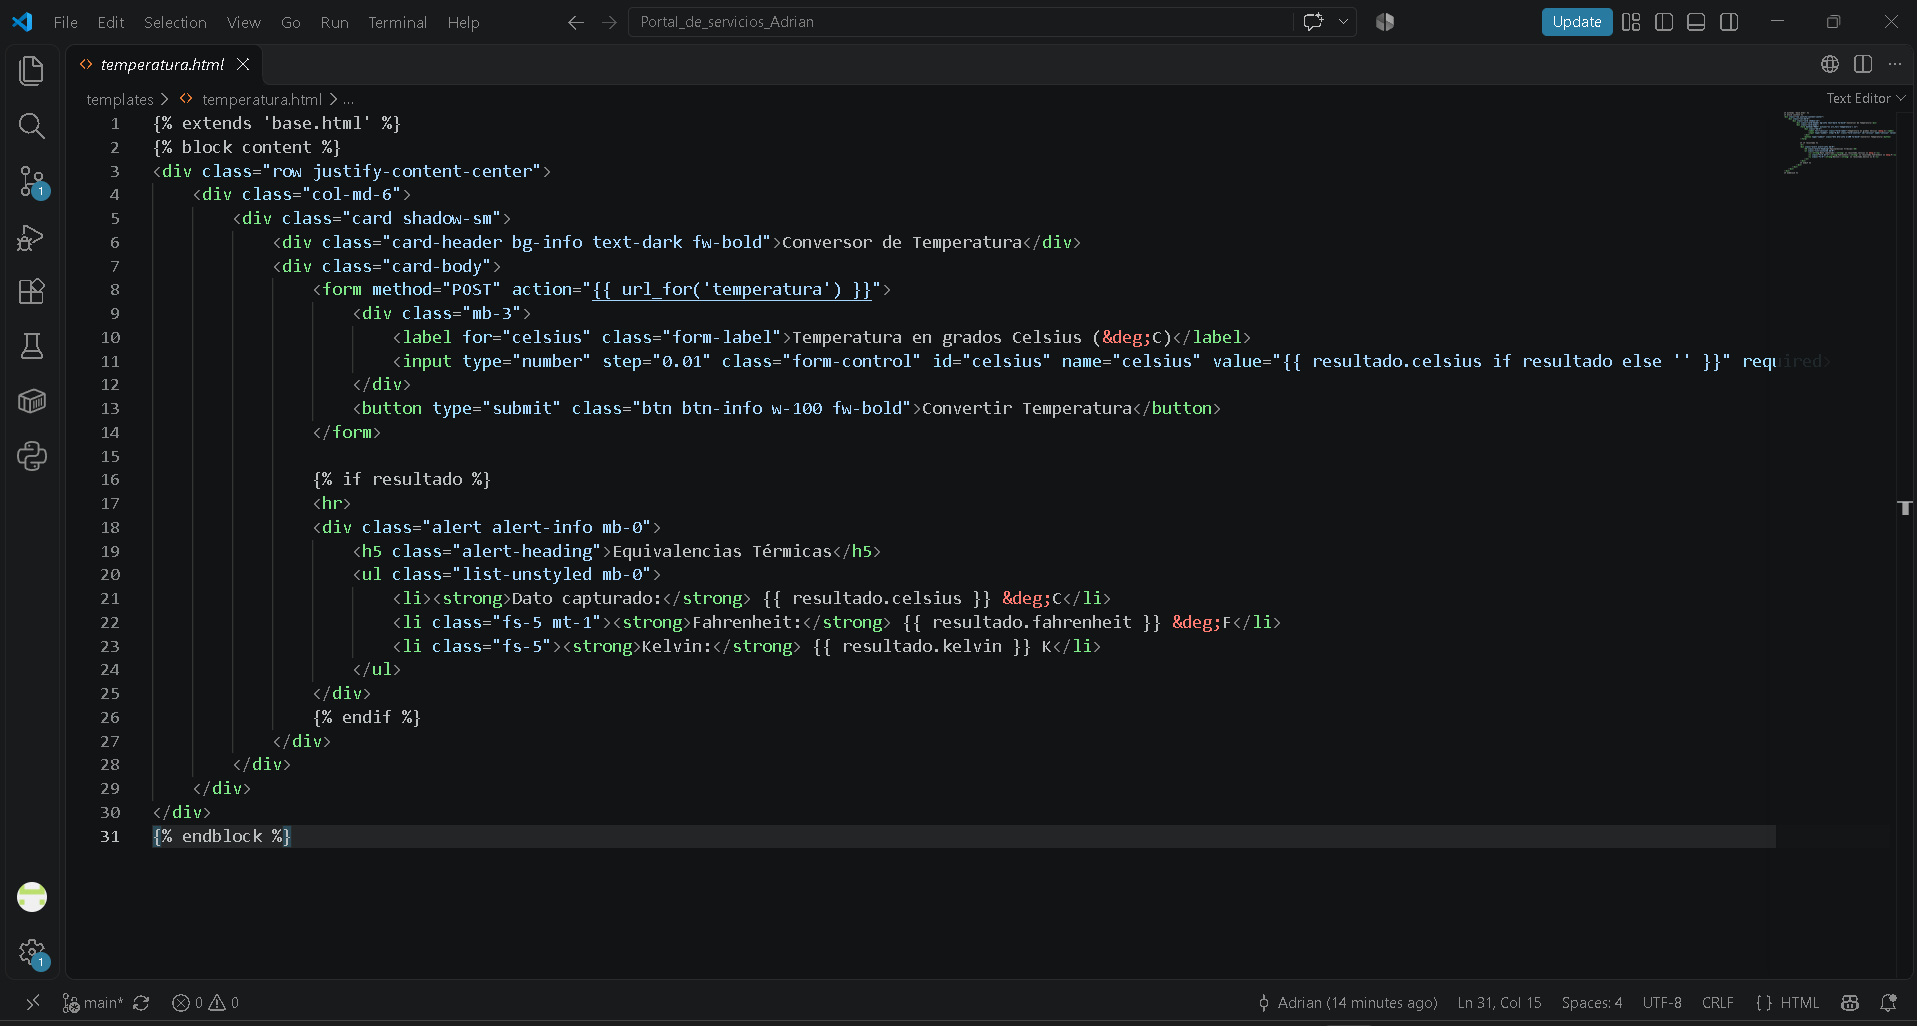 File Edit Selection View Go Run Terminal Help
Portal_de_servicios_Adrian
Update
temperatura.html
templates > temperatura.html > ...
Text Editor
1 {% extends 'base.html' %}
2 {% block content %}
3 <div class="row justify-content-center">
4     <div class="col-md-6">
5         <div class="card shadow-sm">
6             <div class="card-header bg-info text-dark fw-bold">Conversor de Temperatura</div>
7             <div class="card-body">
8                 <form method="POST" action="{{ url_for('temperatura') }}">
9                     <div class="mb-3">
10                         <label for="celsius" class="form-label">Temperatura en grados Celsius (&deg;C)</label>
11                         <input type="number" step="0.01" class="form-control" id="celsius" name="celsius" value="{{ resultado.celsius if resultado else '' }}" required>
12                     </div>
13                     <button type="submit" class="btn btn-info w-100 fw-bold">Convertir Temperatura</button>
14                 </form>
15
16                 {% if resultado %}
17                 <hr>
18                 <div class="alert alert-info mb-0">
19                     <h5 class="alert-heading">Equivalencias Térmicas</h5>
20                     <ul class="list-unstyled mb-0">
21                         <li><strong>Dato capturado:</strong> {{ resultado.celsius }} &deg;C</li>
22                         <li class="fs-5 mt-1"><strong>Fahrenheit:</strong> {{ resultado.fahrenheit }} &deg;F</li>
23                         <li class="fs-5"><strong>Kelvin:</strong> {{ resultado.kelvin }} K</li>
24                     </ul>
25                 </div>
26                 {% endif %}
27             </div>
28         </div>
29     </div>
30 </div>
31 {% endblock %}
1
1
main* 0 0
Adrian (14 minutes ago) Ln 31, Col 15 Spaces: 4 UTF-8 CRLF {} HTML